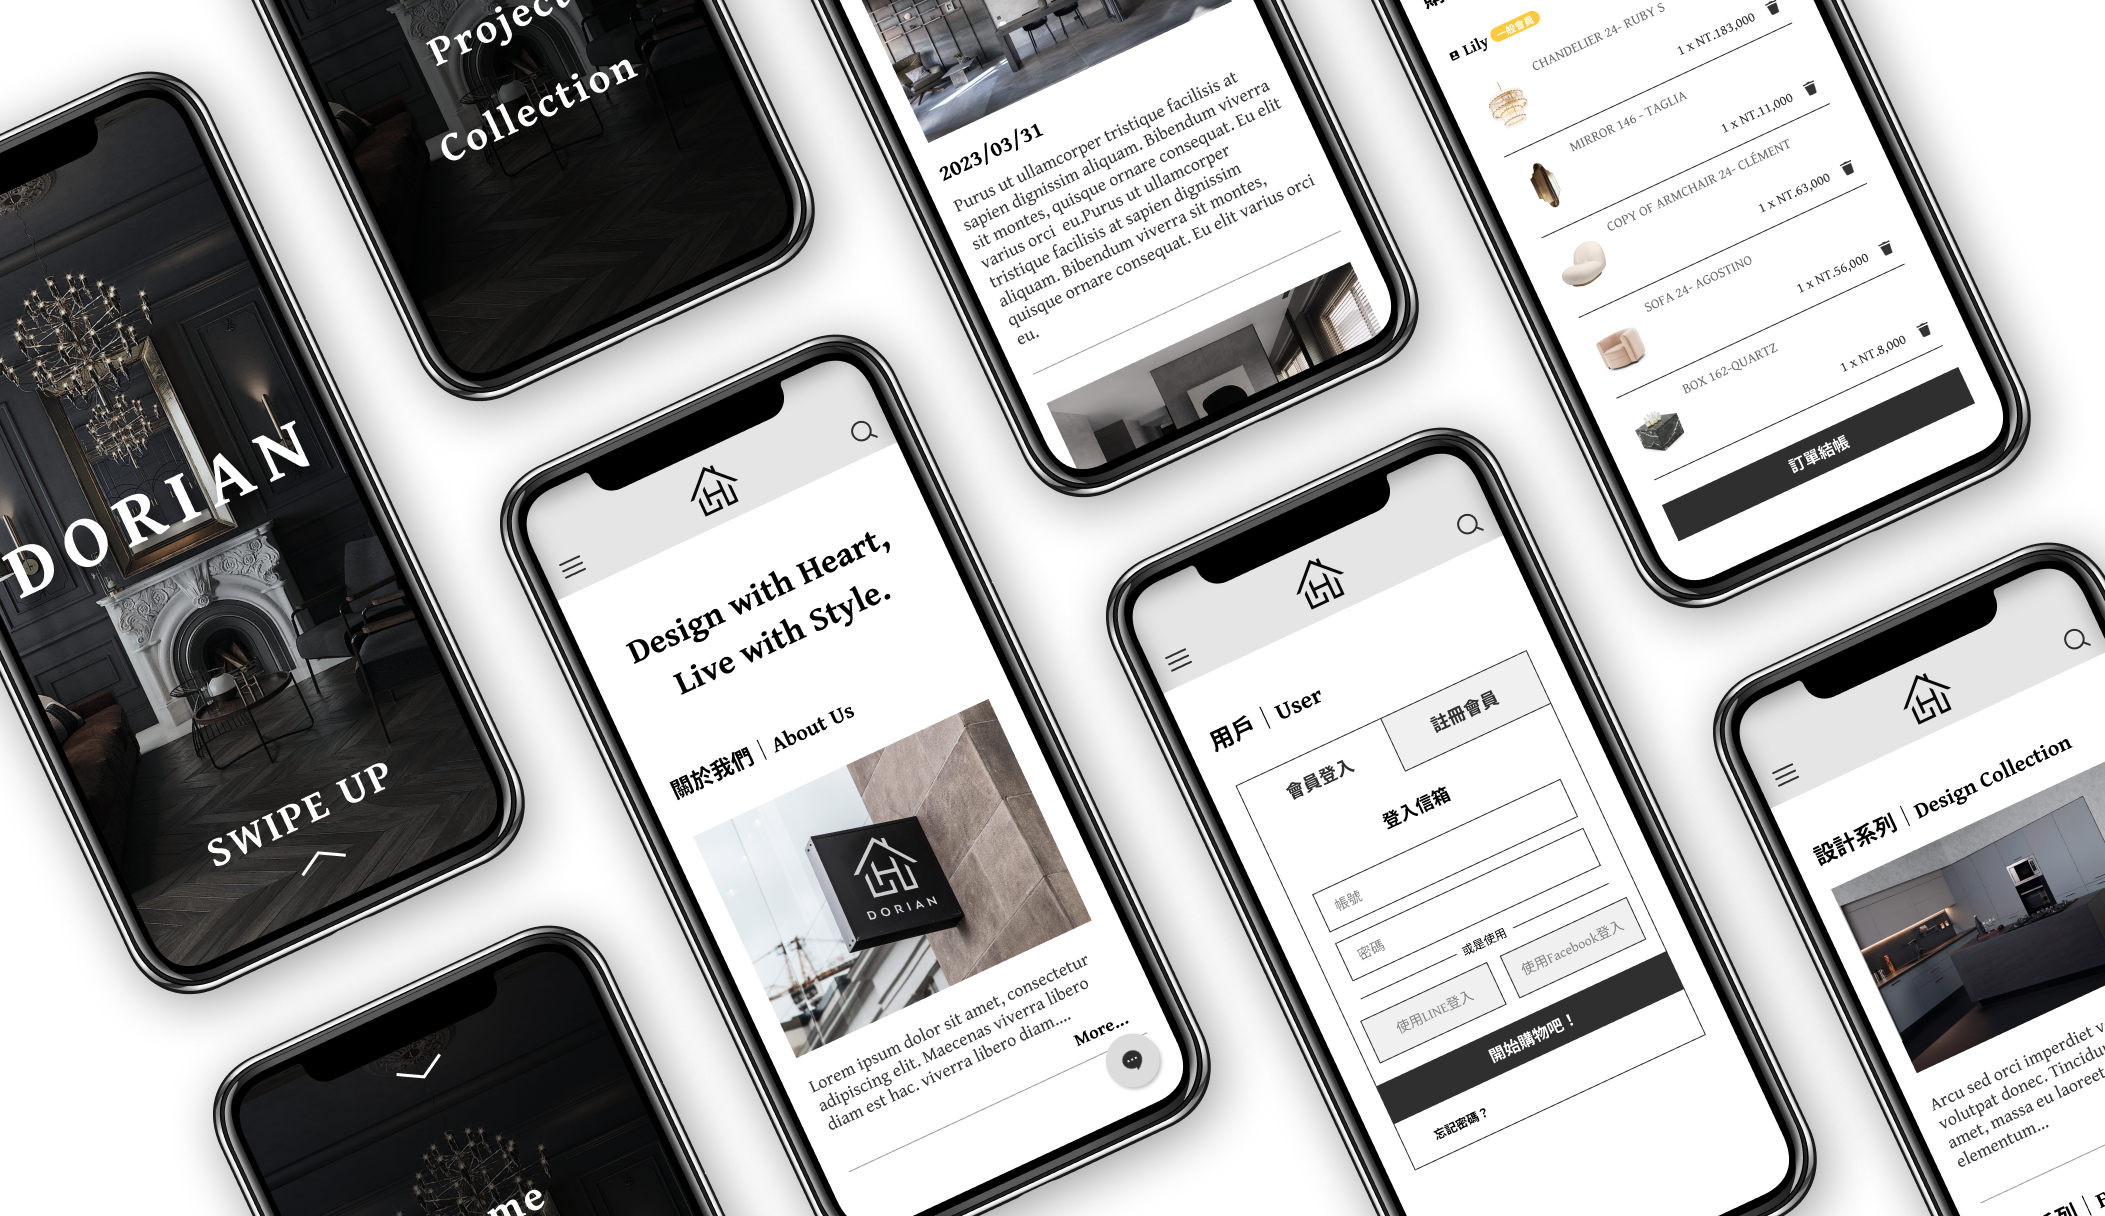 DORIAN
SWIPE UP
Project
Collection
Design with Heart,
Live with Style.
關於我們｜About Us
DORIAN
Lorem ipsum dolor sit amet, consectetur
adipiscing elit. Maecenas viverra libero
diam est hac. viverra libero diam....
More...
2023/03/31
Purus ut ullamcorper tristique facilisis at
sapien dignissim aliquam. Bibendum viverra
sit montes, quisque ornare consequat. Eu elit
varius orci eu.Purus ut ullamcorper
tristique facilisis at sapien dignissim
aliquam. Bibendum viverra sit montes,
quisque ornare consequat. Eu elit varius orci
eu.
用戶｜User
會員登入
註冊會員
登入信箱
帳號
密碼
或是使用
使用LINE登入
使用Facebook登入
開始購物吧！
忘記密碼？
Lily
一般會員
CHANDELIER 24- RUBY S
1 x NT.183,000
MIRROR 146 - TAGLIA
1 x NT.11,000
COPY OF ARMCHAIR 24- CLÉMENT
1 x NT.63,000
SOFA 24- AGOSTINO
1 x NT.56,000
BOX 162-QUARTZ
1 x NT.8,000
訂單結帳
設計系列｜Design Collection
Arcu sed orci imperdiet
volutpat donec.
amet, massa eu laoreet
elementum...